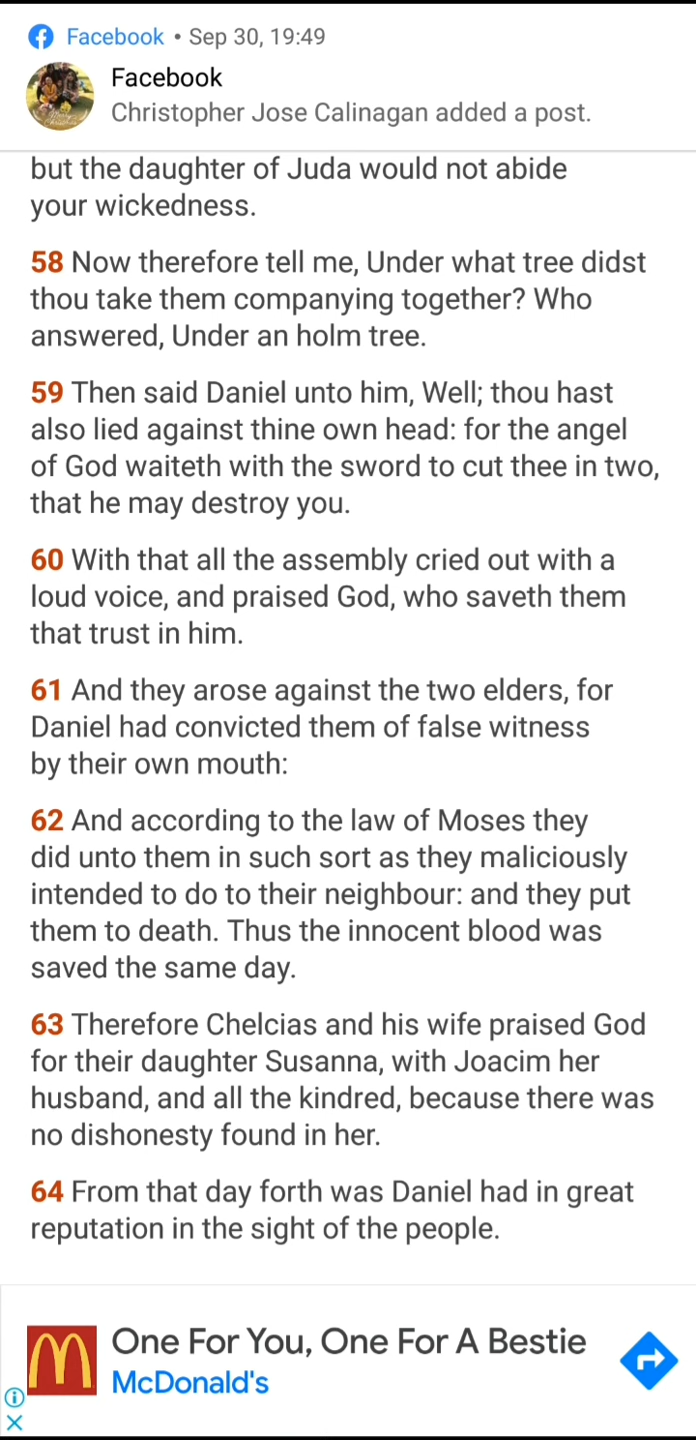 Facebook • Sep 30, 19:49
Facebook
Christopher Jose Calinagan added a post.
but the daughter of Juda would not abide
your wickedness.
58 Now therefore tell me, Under what tree didst
thou take them companying together? Who
answered, Under an holm tree.
59 Then said Daniel unto him, Well; thou hast
also lied against thine own head: for the angel
of God waiteth with the sword to cut thee in two,
that he may destroy you.
60 With that all the assembly cried out with a
loud voice, and praised God, who saveth them
that trust in him.
61 And they arose against the two elders, for
Daniel had convicted them of false witness
by their own mouth:
62 And according to the law of Moses they
did unto them in such sort as they maliciously
intended to do to their neighbour: and they put
them to death. Thus the innocent blood was
saved the same day.
63 Therefore Chelcias and his wife praised God
for their daughter Susanna, with Joacim her
husband, and all the kindred, because there was
no dishonesty found in her.
64 From that day forth was Daniel had in great
reputation in the sight of the people.
One For You, One For A Bestie
McDonald's